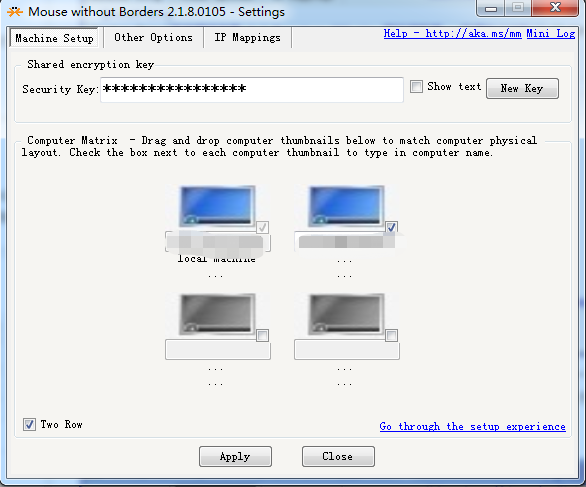 Mouse without Borders 2.1.8.0105 - Settings
Machine Setup Other Options IP Mappings Help - http://aka.ms/mm Mini Log
Shared encryption key
Security Key: **************** Show text New Key
Computer Matrix - Drag and drop computer thumbnails below to match computer physical
layout. Check the box next to each computer thumbnail to type in computer name.
local machine ...
... ...
... ...
... ...
Two Row Go through the setup experience
Apply Close